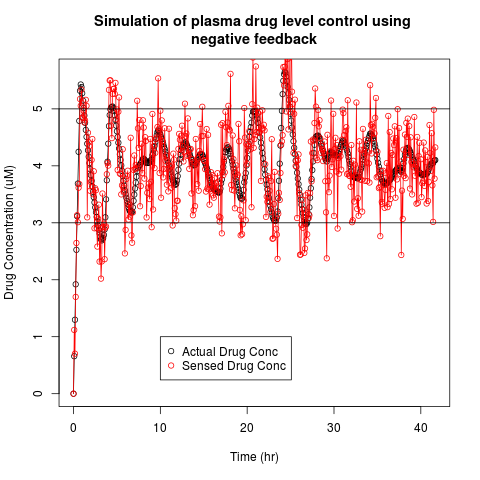 Simulation of plasma drug level control using
negative feedback
Drug Concentration (uM)
5
4
3
2
1
0
Actual Drug Conc
Sensed Drug Conc
0 10 20 30 40
Time (hr)